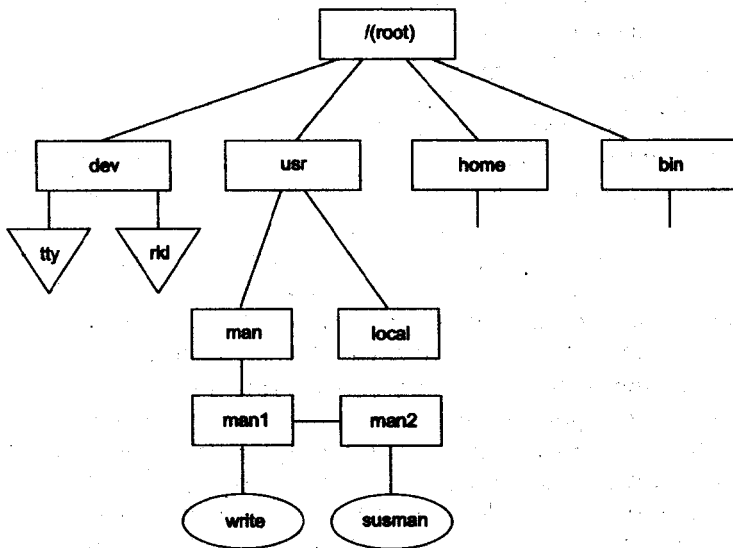 /(root)
dev
usr
home
bin
tty
rkl
man
local
man1
man2
write
susman